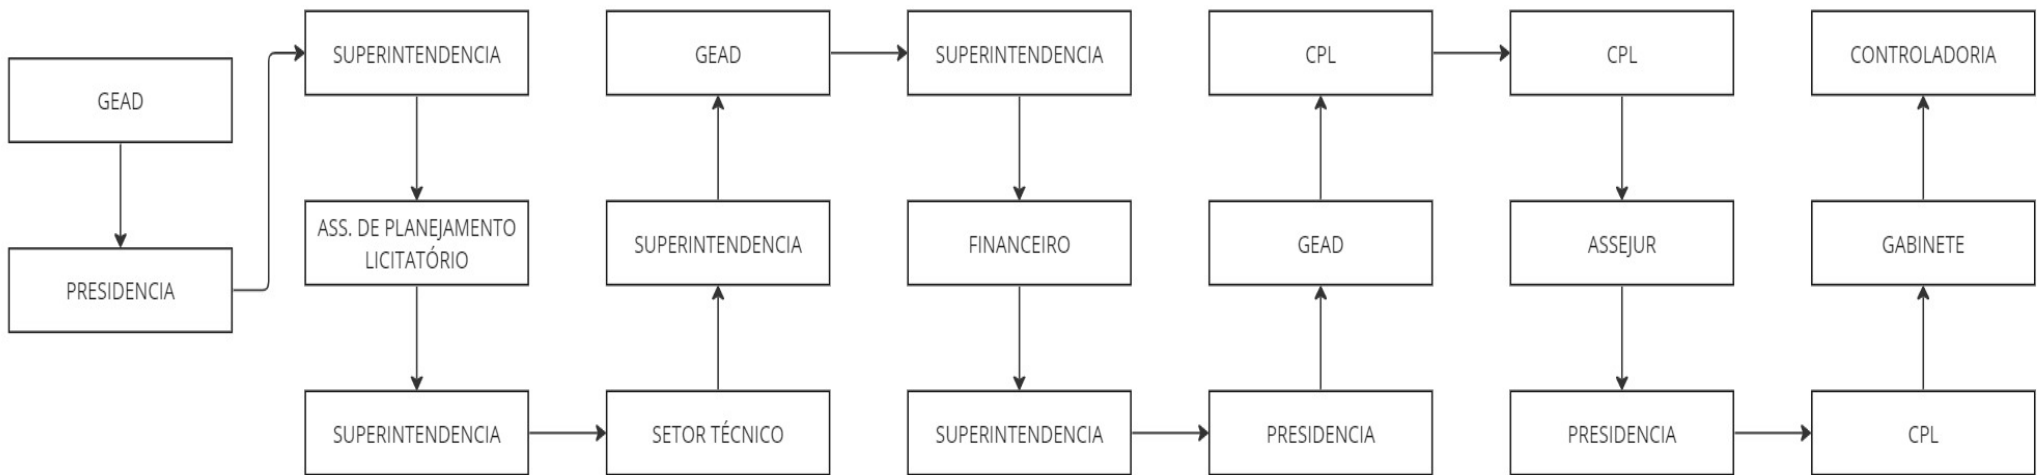 GEAD
PRESIDENCIA
SUPERINTENDENCIA
ASS. DE PLANEJAMENTO
LICITATÓRIO
SUPERINTENDENCIA
SETOR TÉCNICO
SUPERINTENDENCIA
GEAD
SUPERINTENDENCIA
FINANCEIRO
SUPERINTENDENCIA
PRESIDENCIA
GEAD
CPL
CPL
ASSEJUR
PRESIDENCIA
CPL
GABINETE
CONTROLADORIA